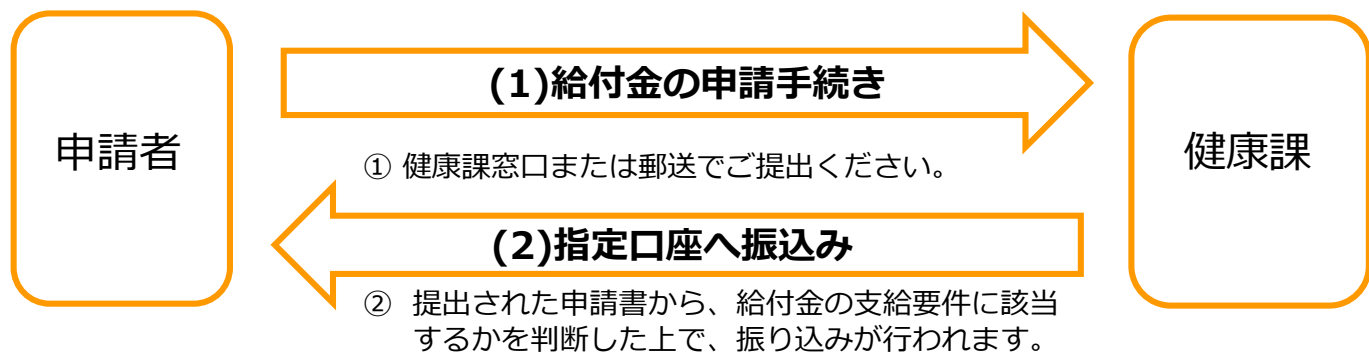 申請者
(1)給付金の申請手続き
① 健康課窓口または郵送でご提出ください。
(2)指定口座へ振込み
② 提出された申請書から、給付金の支給要件に該当
するかを判断した上で、振り込みが行われます。
健康課